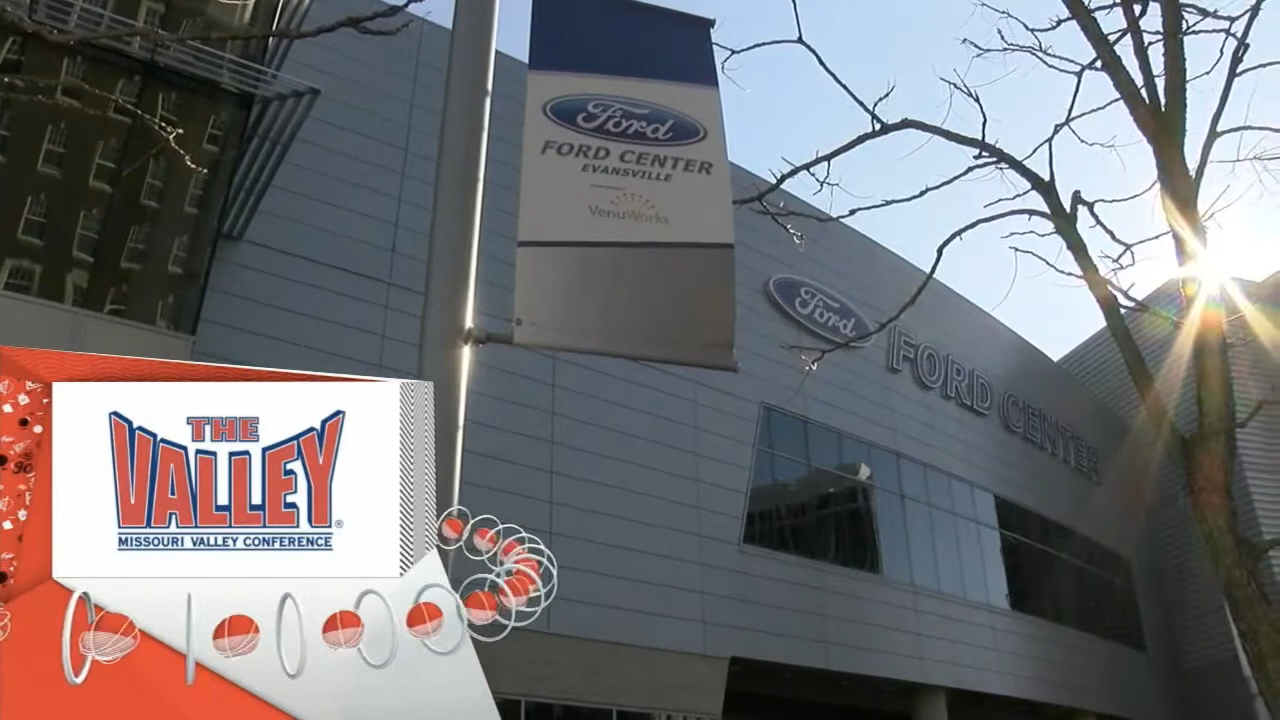 Ford
FORD CENTER
EVANSVILLE
VenuWorks
Ford
FORD CENTER
THE
VALLEY®
MISSOURI VALLEY CONFERENCE